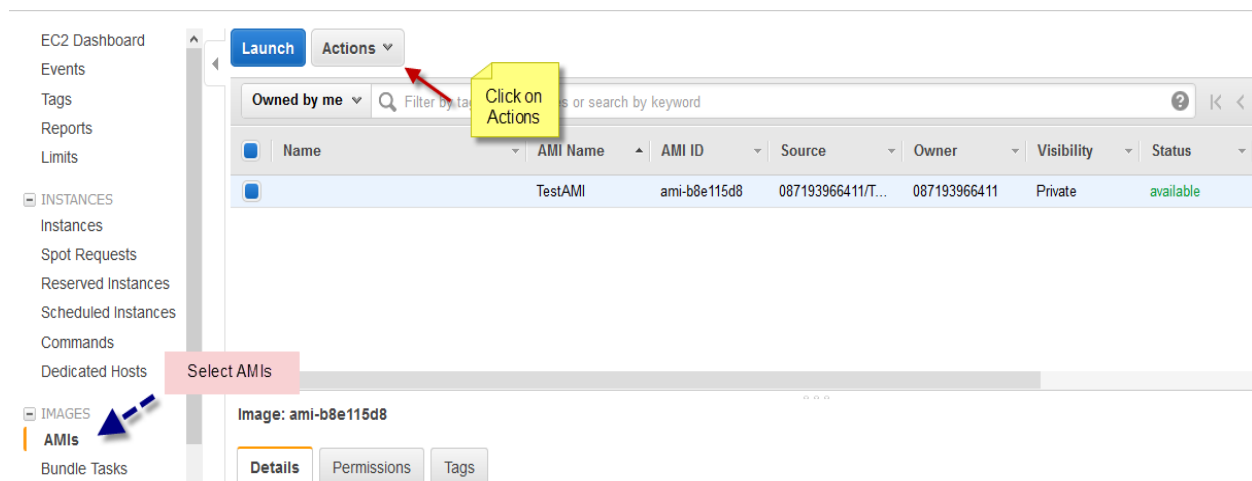 EC2 Dashboard
Events
Tags
Reports
Limits
INSTANCES
Instances
Spot Requests
Reserved Instances
Scheduled Instances
Commands
Dedicated Hosts
IMAGES
AMIs
Bundle Tasks
Select AMIs
Launch
Actions
Click on
Actions
Owned by me
Filter by or search by keyword
Name
AMI Name
AMI ID
Source
Owner
Visibility
Status
TestAMI
ami-b8e115d8
087193966411/T...
087193966411
Private
available
Image: ami-b8e115d8
Details
Permissions
Tags